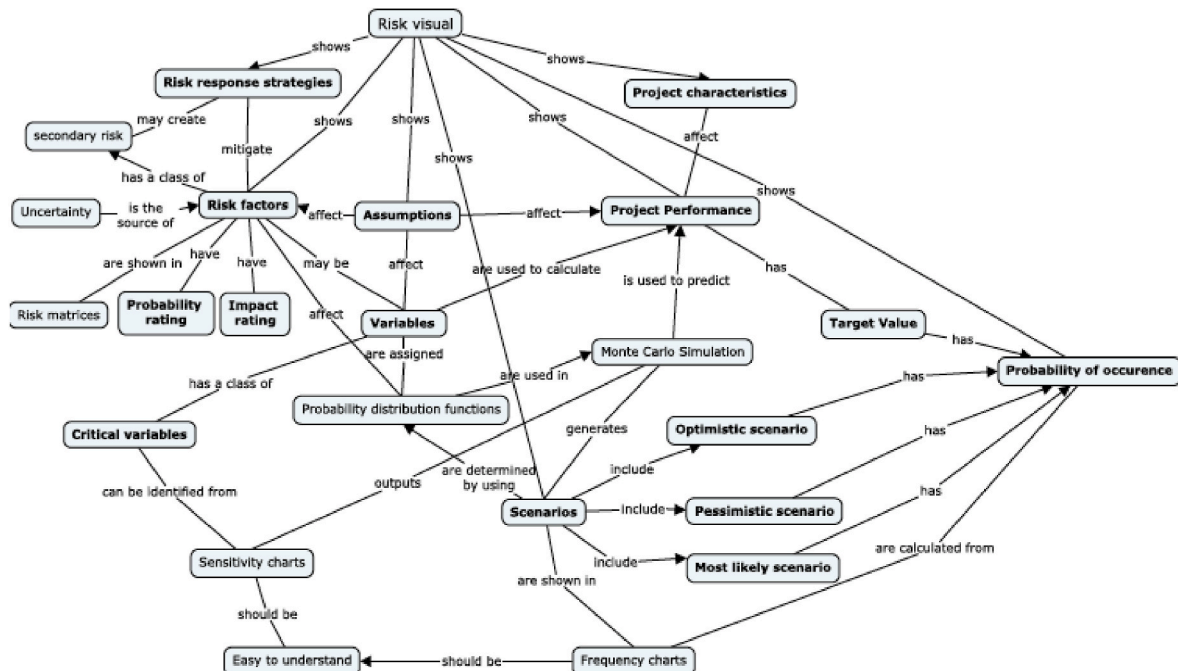 Risk visual
shows
shows
Risk response strategies
Project characteristics
may create
secondary risk
shows
shows
shows
affect
mitigate
shows
has a class of
shows
Uncertainty
is the
source of
Risk factors
affect
Assumptions
affect
Project Performance
are shown in
have
have
may be
affect
are used to calculate
has
is used to predict
Risk matrices
Probability
rating
Impact
rating
affect
Variables
Target Value
has
are assigned
Monte Carlo Simulation
has a class of
are used in
has
Probability of occurence
Probability distribution functions
Critical variables
generates
Optimistic scenario
has
are determined
by using
include
can be identified from
outputs
has
Scenarios
include
Pessimistic scenario
Sensitivity charts
include
Most likely scenario
are calculated from
are shown in
should be
Easy to understand
should be
Frequency charts